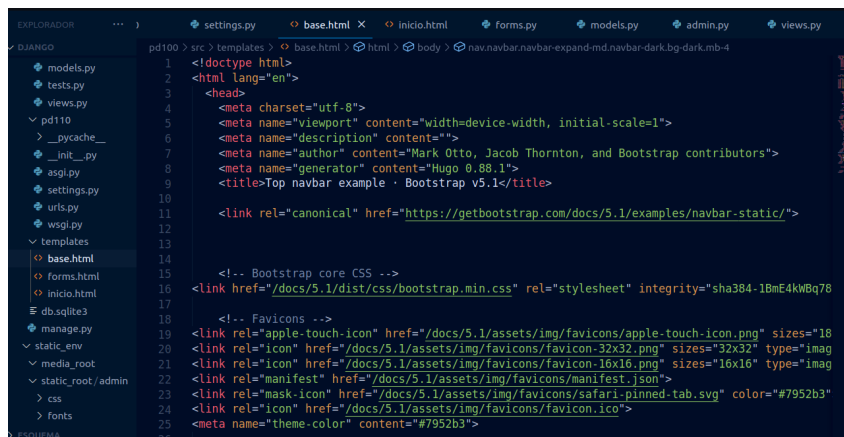 EXPLORADOR ··· settings.py base.html × inicio.html forms.py models.py admin.py views.py
DJANGO
pd100 > src > templates > base.html > html > body > nav.navbar.navbar-expand-md.navbar-dark.bg-dark.mb-4
models.py
tests.py
views.py
pd110
__pycache__
__init__.py
asgi.py
settings.py
urls.py
wsgi.py
templates
base.html
forms.html
inicio.html
db.sqlite3
manage.py
static_env
media_root
static_root/admin
css
fonts
ESQUEMA
1 <!doctype html>
2 <html lang="en">
3 <head>
4 <meta charset="utf-8">
5 <meta name="viewport" content="width=device-width, initial-scale=1">
6 <meta name="description" content="">
7 <meta name="author" content="Mark Otto, Jacob Thornton, and Bootstrap contributors">
8 <meta name="generator" content="Hugo 0.88.1">
9 <title>Top navbar example · Bootstrap v5.1</title>
10
11 <link rel="canonical" href="https://getbootstrap.com/docs/5.1/examples/navbar-static/">
12
13
14
15 <!-- Bootstrap core CSS -->
16 <link href="/docs/5.1/dist/css/bootstrap.min.css" rel="stylesheet" integrity="sha384-1BmE4kWBq78
17
18 <!-- Favicons -->
19 <link rel="apple-touch-icon" href="/docs/5.1/assets/img/favicons/apple-touch-icon.png" sizes="18
20 <link rel="icon" href="/docs/5.1/assets/img/favicons/favicon-32x32.png" sizes="32x32" type="imag
21 <link rel="icon" href="/docs/5.1/assets/img/favicons/favicon-16x16.png" sizes="16x16" type="imag
22 <link rel="manifest" href="/docs/5.1/assets/img/favicons/manifest.json">
23 <link rel="mask-icon" href="/docs/5.1/assets/img/favicons/safari-pinned-tab.svg" color="#7952b3"
24 <link rel="icon" href="/docs/5.1/assets/img/favicons/favicon.ico">
25 <meta name="theme-color" content="#7952b3">